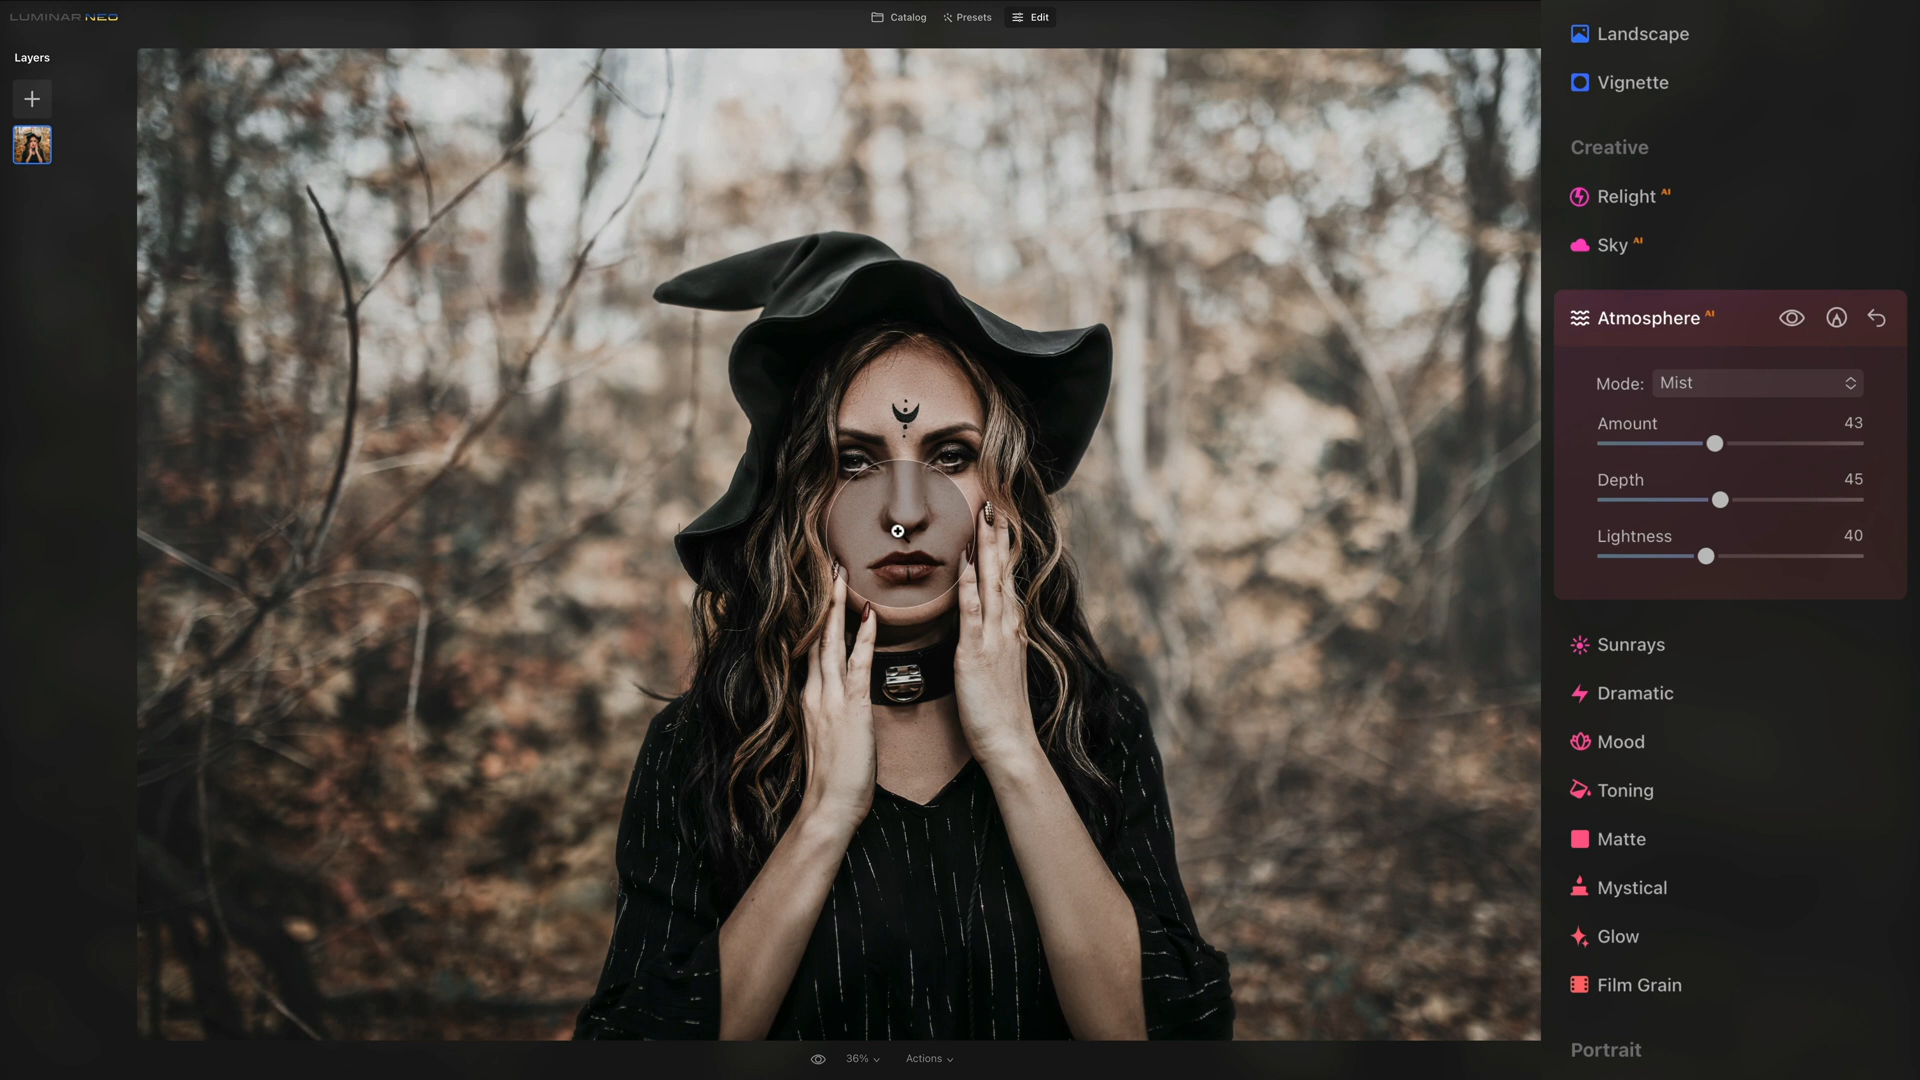 LUMINAR NEO
Catalog
Presets
Edit
Layers
Landscape
Vignette
Creative
Relight AI
Sky AI
Atmosphere AI
Mode: Mist
Amount 43
Depth 45
Lightness 40
Sunrays
Dramatic
Mood
Toning
Matte
Mystical
Glow
Film Grain
Portrait
36%
Actions